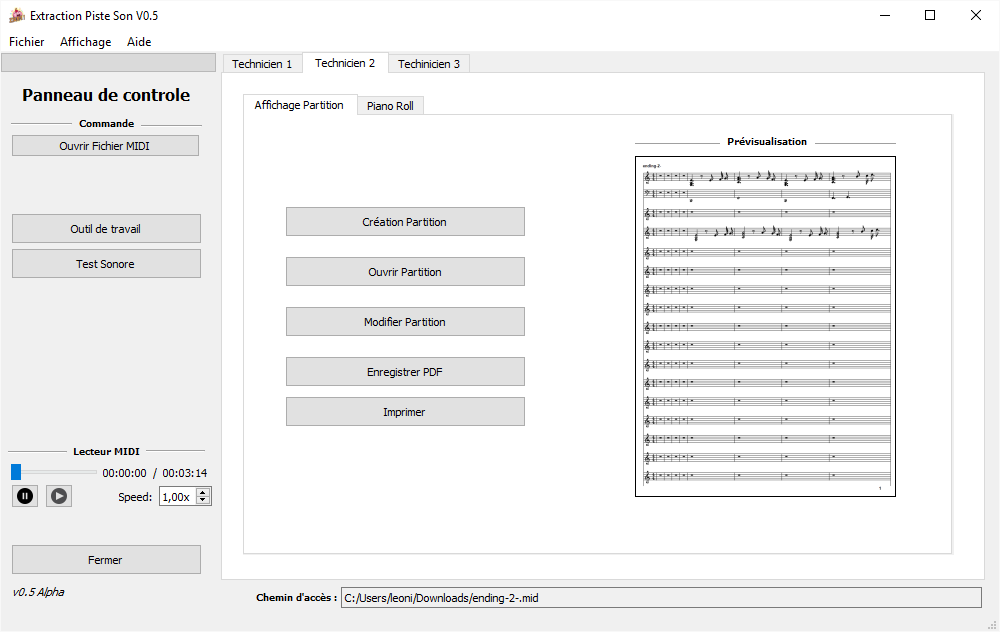 Extraction Piste Son V0.5
Fichier Affichage Aide
Technicien 1 Technicien 2 Techinicien 3
Panneau de controle
Commande
Ouvrir Fichier MIDI
Outil de travail
Test Sonore
Lecteur MIDI
00:00:00 / 00:03:14
Speed: 1,00x
Fermer
v0.5 Alpha
Affichage Partition Piano Roll
Création Partition
Ouvrir Partition
Modifier Partition
Enregistrer PDF
Imprimer
Prévisualisation
ending-2-
1
Chemin d'accès : C:/Users/leoni/Downloads/ending-2-.mid